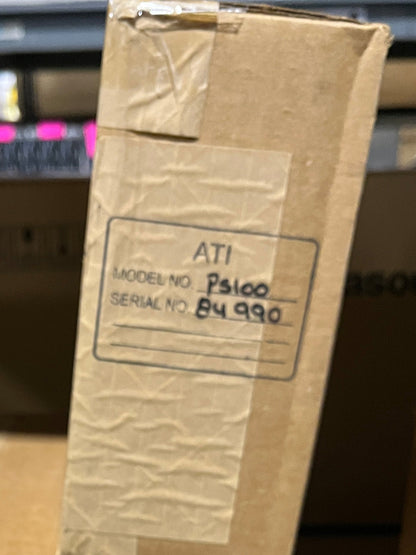 ATI
MODEL NO. PS100
SERIAL NO. 84990